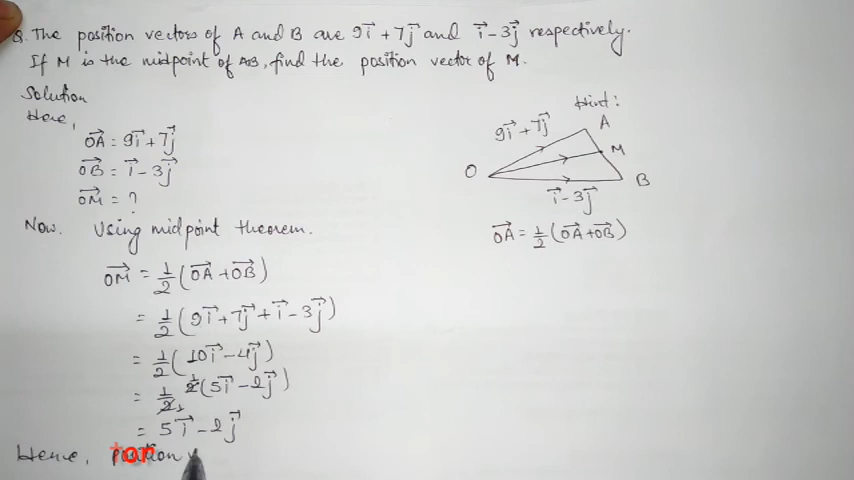 Q. The position vectors of A and B are 9i⃗ + 7j⃗ and i⃗ - 3j⃗ respectively.
If M is the midpoint of AB, find the position vector of M.
Solution
Here,
OA⃗ = 9i⃗ + 7j⃗
OB⃗ = i⃗ - 3j⃗
OM⃗ = ?
Now. Using midpoint theorem.
OM⃗ = 1/2 (OA⃗ + OB⃗)
= 1/2 (9i⃗ + 7j⃗ + i⃗ - 3j⃗)
= 1/2 (10i⃗ - 4j⃗)
= 1/2 2(5i⃗ - 2j⃗)
= 5i⃗ - 2j⃗
Hence, position
Hint:
9i⃗ + 7j⃗
A
M
O
B
i⃗ - 3j⃗
OA⃗ = 1/2 (OA⃗ + OB⃗)